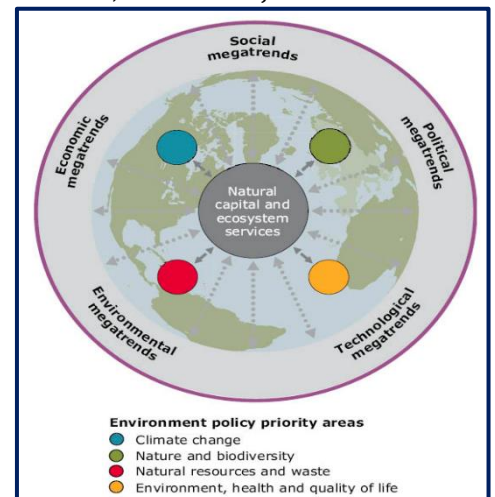 Social
megatrends
Economic
megatrends
Political
megatrends
Natural
capital and
ecosystem
services
Environmental
megatrends
Technological
megatrends
Environment policy priority areas
Climate change
Nature and biodiversity
Natural resources and waste
Environment, health and quality of life